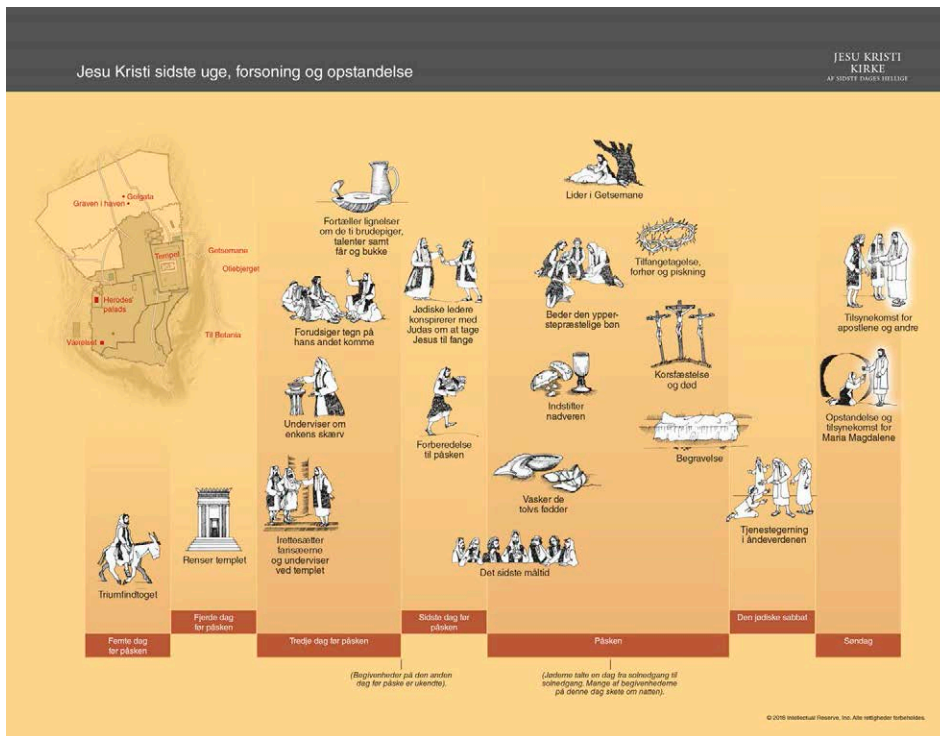 Jesu Kristi sidste uge, forsoning og opstandelse
JESU KRISTI
KIRKE
AF SIDSTE DAGES HELLIGE
Golgata
Graven i haven
Tempel
Getsemane
Oliebjerget
Herodes'
palads
Værelset
Til Betania
Triumfindtoget
Femte dag
før påsken
Renser templet
Fjerde dag
før påsken
Fortæller lignelser
om de ti brudepiger,
talenter samt
får og bukke
Forudsiger tegn på
hans andet komme
Underviser om
enkens skærv
Irettesætter
farisæerne
og underviser
ved templet
Tredje dag før påsken
(Begivenheder på den anden
dag før påske er ukendte).
Jødiske ledere
konspirerer med
Judas om at tage
Jesus til fange
Forberedelse
til påsken
Sidste dag før
påsken
Lider i Getsemane
Beder den ypper-
stepræstelige bøn
Indstifter
nadveren
Vasker de
tolvs fødder
Det sidste måltid
Tilfangetagelse,
forhør og piskning
Korsfæstelse
og død
Begravelse
Påsken
(Jøderne talte en dag fra solnedgang til
solnedgang. Mange af begivenhederne
på denne dag skete om natten).
Tjenestegerning
i åndeverdenen
Den jødiske sabbat
Tilsynekomst for
apostlene og andre
Opstandelse og
tilsynekomst for
Maria Magdalene
Søndag
© 2016 Intellectual Reserve, Inc. Alle rettigheder forbeholdes.